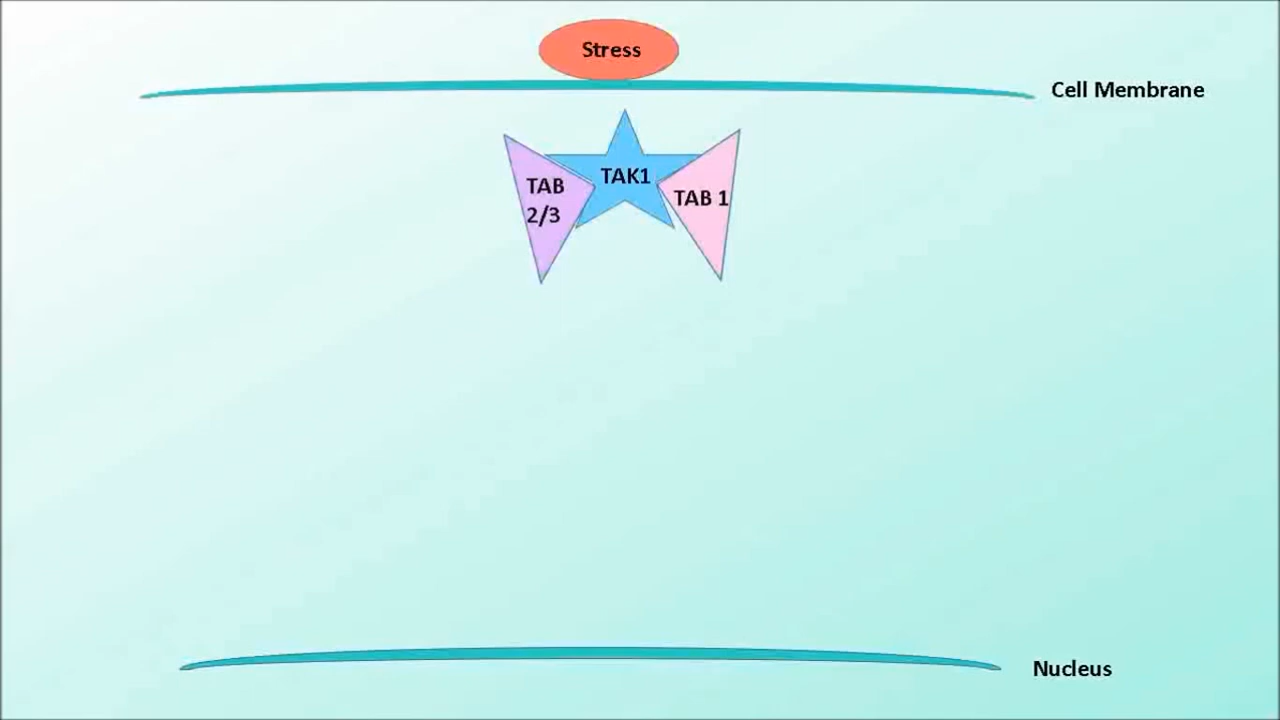 Stress
Cell Membrane
TAK1
TAB
2/3
TAB 1
Nucleus